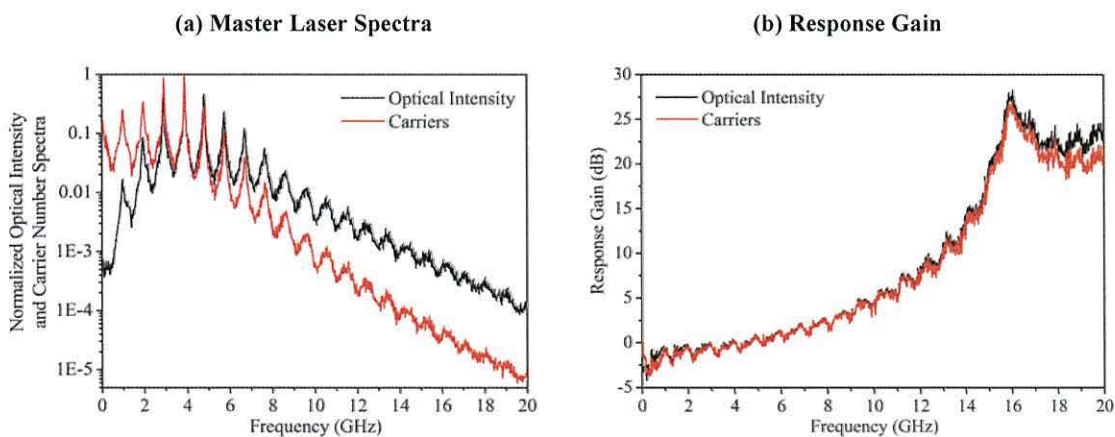 (a) Master Laser Spectra
(b) Response Gain
Normalized Optical Intensity
and Carrier Number Spectra
1
0.1
0.01
1E-3
1E-4
1E-5
Optical Intensity
Carriers
0 2 4 6 8 10 12 14 16 18 20
Frequency (GHz)
Response Gain (dB)
30
25
20
15
10
5
0
-5
Optical Intensity
Carriers
0 2 4 6 8 10 12 14 16 18 20
Frequency (GHz)